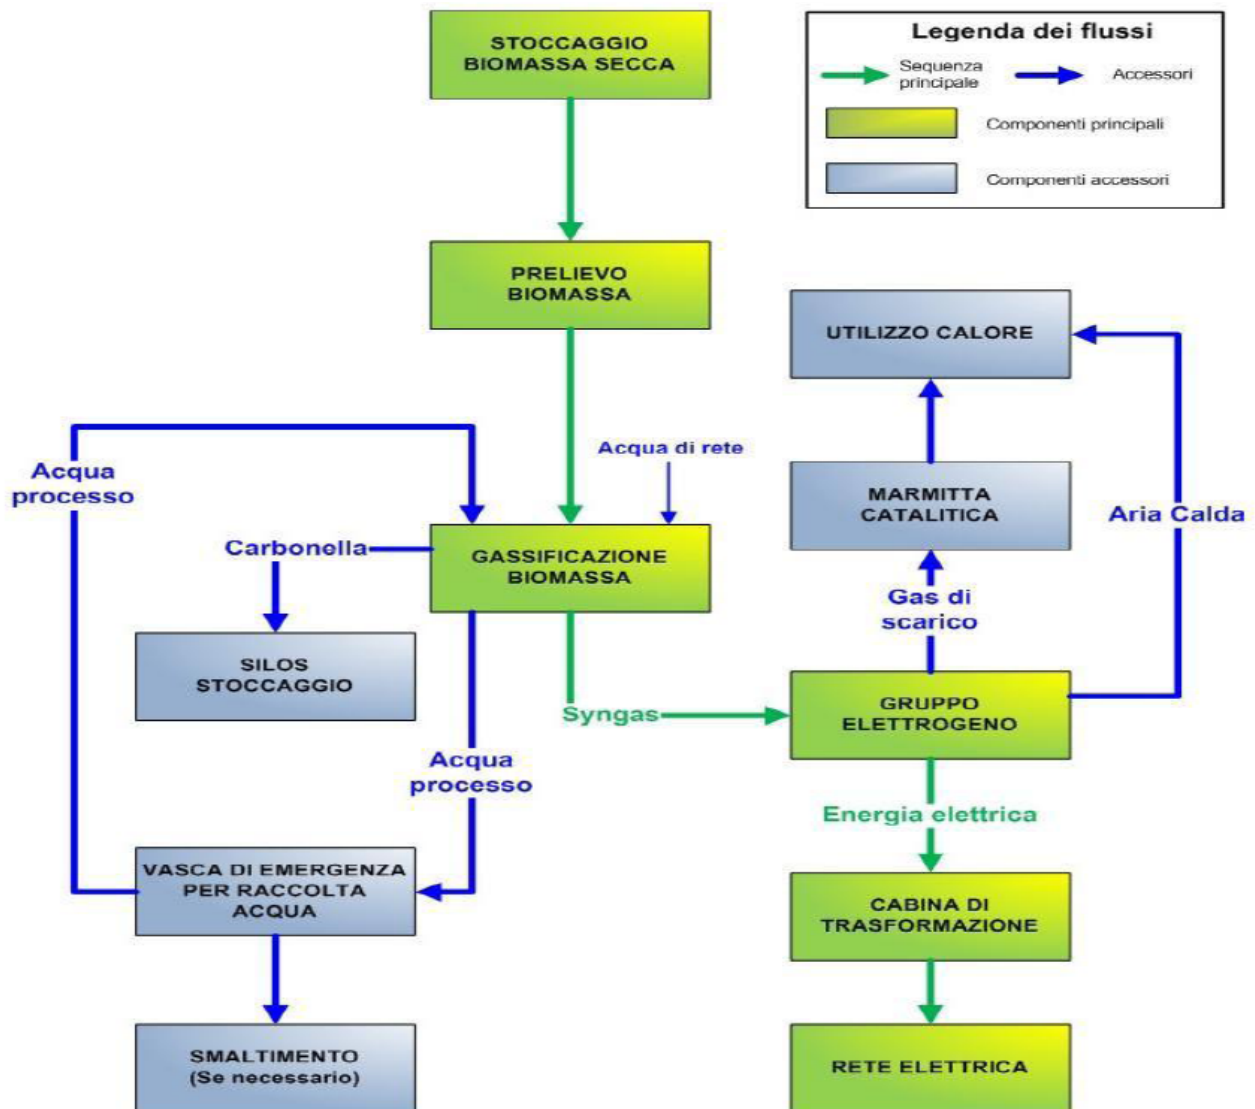 STOCCAGGIO
BIOMASSA SECCA
Legenda dei flussi
Sequenza
principale
Accessori
Componenti principali
Componenti accessori
PRELIEVO
BIOMASSA
UTILIZZO CALORE
Acqua di rete
Acqua
processo
MARMITTA
CATALITICA
Aria Calda
Carbonella
GASSIFICAZIONE
BIOMASSA
Gas di
scarico
SILOS
STOCCAGGIO
Syngas
GRUPPO
ELETTROGENO
Acqua
processo
Energia elettrica
VASCA DI EMERGENZA
PER RACCOLTA
ACQUA
CABINA DI
TRASFORMAZIONE
SMALTIMENTO
(Se necessario)
RETE ELETTRICA